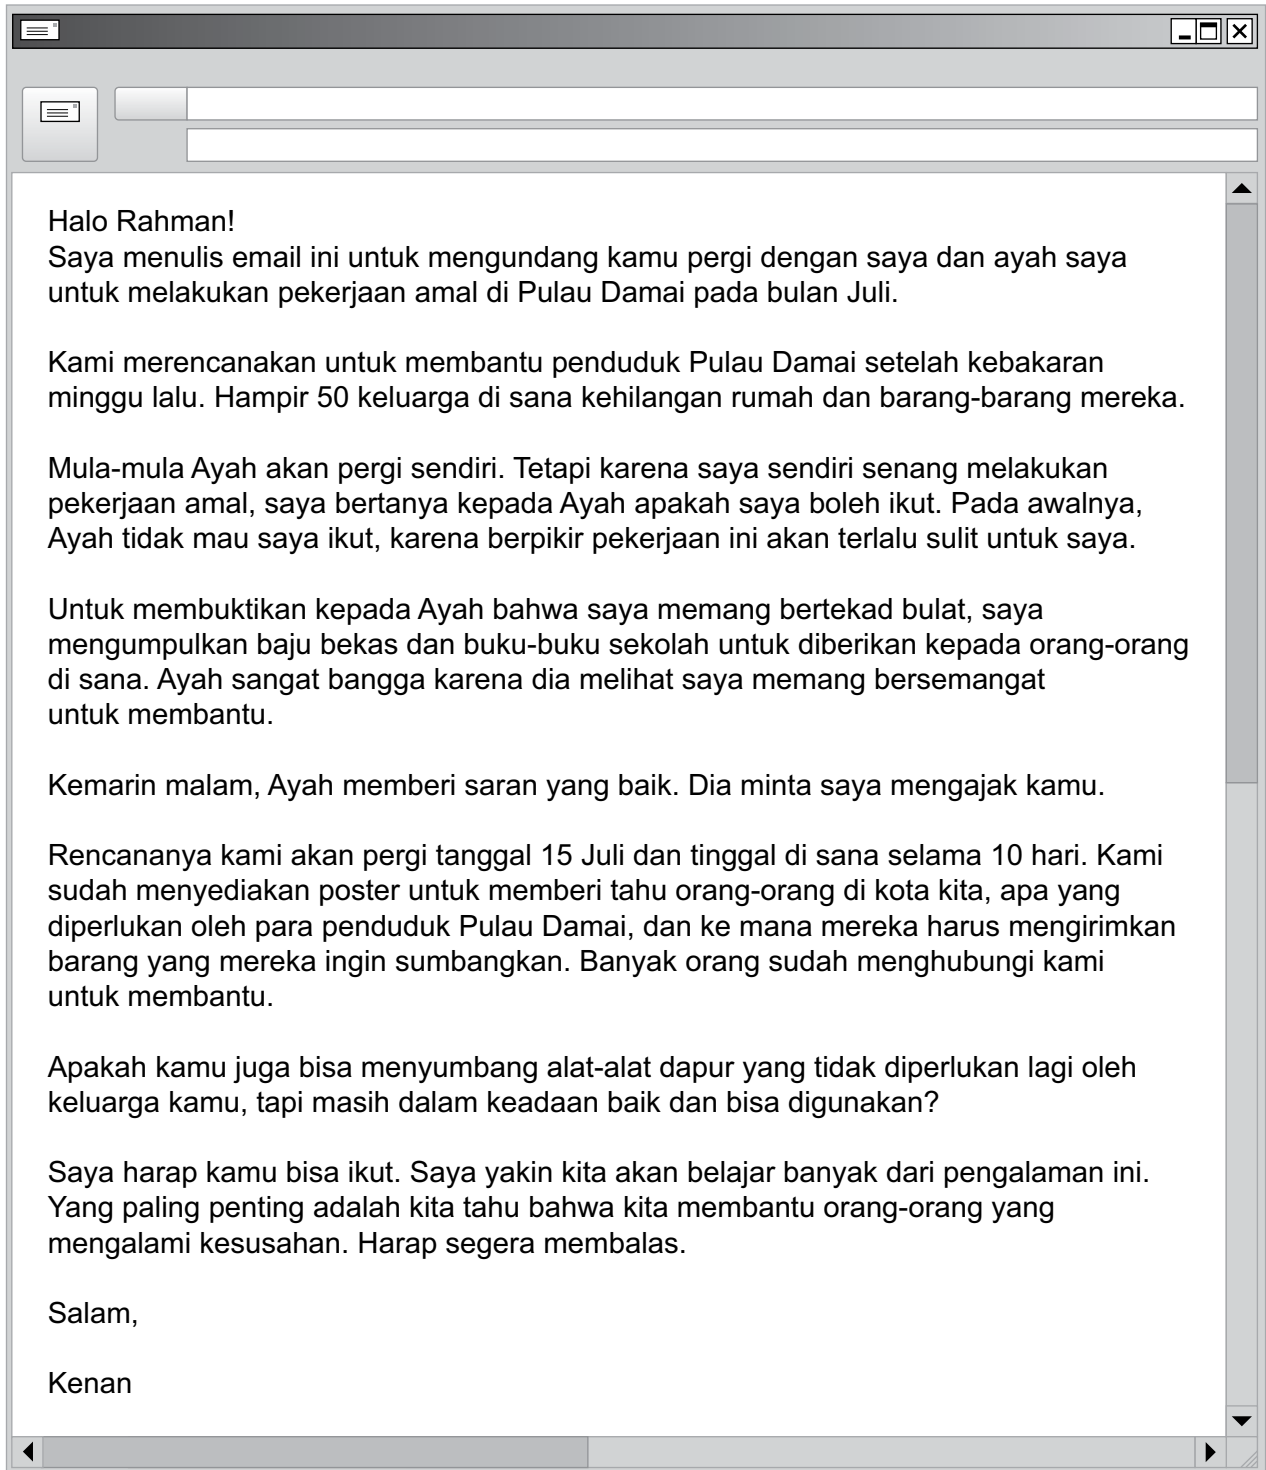 Halo Rahman!
Saya menulis email ini untuk mengundang kamu pergi dengan saya dan ayah saya
untuk melakukan pekerjaan amal di Pulau Damai pada bulan Juli.
Kami merencanakan untuk membantu penduduk Pulau Damai setelah kebakaran
minggu lalu. Hampir 50 keluarga di sana kehilangan rumah dan barang-barang mereka.
Mula-mula Ayah akan pergi sendiri. Tetapi karena saya sendiri senang melakukan
pekerjaan amal, saya bertanya kepada Ayah apakah saya boleh ikut. Pada awalnya,
Ayah tidak mau saya ikut, karena berpikir pekerjaan ini akan terlalu sulit untuk saya.
Untuk membuktikan kepada Ayah bahwa saya memang bertekad bulat, saya
mengumpulkan baju bekas dan buku-buku sekolah untuk diberikan kepada orang-orang
di sana. Ayah sangat bangga karena dia melihat saya memang bersemangat
untuk membantu.
Kemarin malam, Ayah memberi saran yang baik. Dia minta saya mengajak kamu.
Rencananya kami akan pergi tanggal 15 Juli dan tinggal di sana selama 10 hari. Kami
sudah menyediakan poster untuk memberi tahu orang-orang di kota kita, apa yang
diperlukan oleh para penduduk Pulau Damai, dan ke mana mereka harus mengirimkan
barang yang mereka ingin sumbangkan. Banyak orang sudah menghubungi kami
untuk membantu.
Apakah kamu juga bisa menyumbang alat-alat dapur yang tidak diperlukan lagi oleh
keluarga kamu, tapi masih dalam keadaan baik dan bisa digunakan?
Saya harap kamu bisa ikut. Saya yakin kita akan belajar banyak dari pengalaman ini.
Yang paling penting adalah kita tahu bahwa kita membantu orang-orang yang
mengalami kesusahan. Harap segera membalas.
Salam,
Kenan